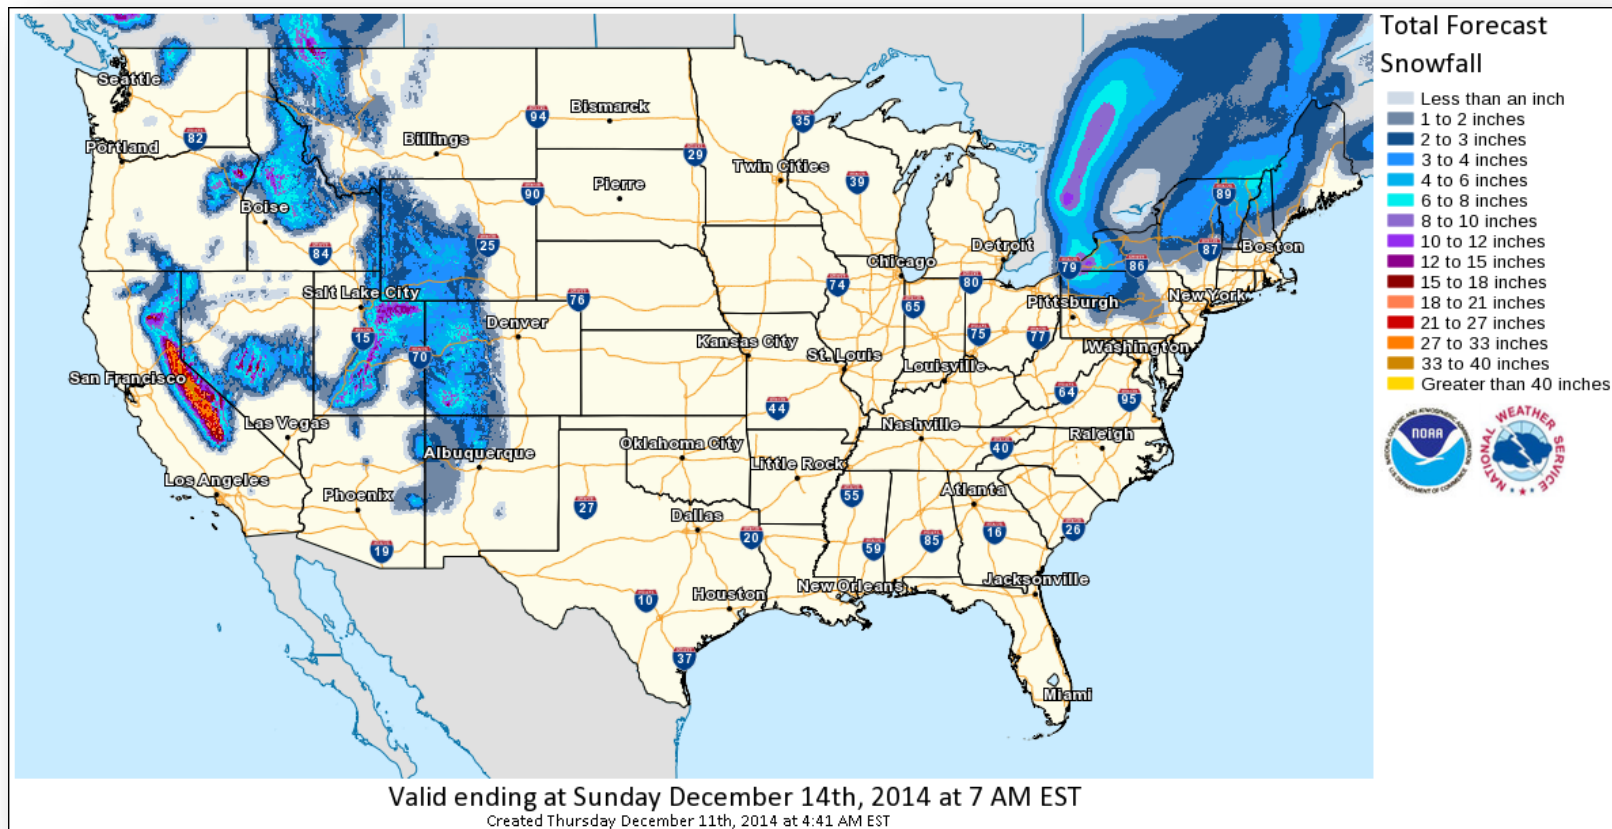 Total Forecast
Snowfall
Less than an inch
1 to 2 inches
2 to 3 inches
3 to 4 inches
4 to 6 inches
6 to 8 inches
8 to 10 inches
10 to 12 inches
12 to 15 inches
15 to 18 inches
18 to 21 inches
21 to 27 inches
27 to 33 inches
33 to 40 inches
Greater than 40 inches
NOAA
NATIONAL OCEANIC AND ATMOSPHERIC ADMINISTRATION
U.S. DEPARTMENT OF COMMERCE
NATIONAL WEATHER SERVICE
Seattle
82
Portland
Boise
84
Billings
94
Bismarck
35
29
Twin Cities
39
90
Pierre
25
Salt Lake City
15
70
Denver
76
San Francisco
Las Vegas
Los Angeles
Phoenix
19
Albuquerque
Kansas City
St. Louis
44
Oklahoma City
Little Rock
27
Dallas
20
10
Houston
37
New Orleans
55
59
85
Nashville
40
Atlanta
16
26
Jacksonville
Miami
Raleigh
95
64
Louisville
Washington
77
75
65
74
Chicago
80
Detroit
79
86
Pittsburgh
New York
87
89
Boston
Valid ending at Sunday December 14th, 2014 at 7 AM EST
Created Thursday December 11th, 2014 at 4:41 AM EST